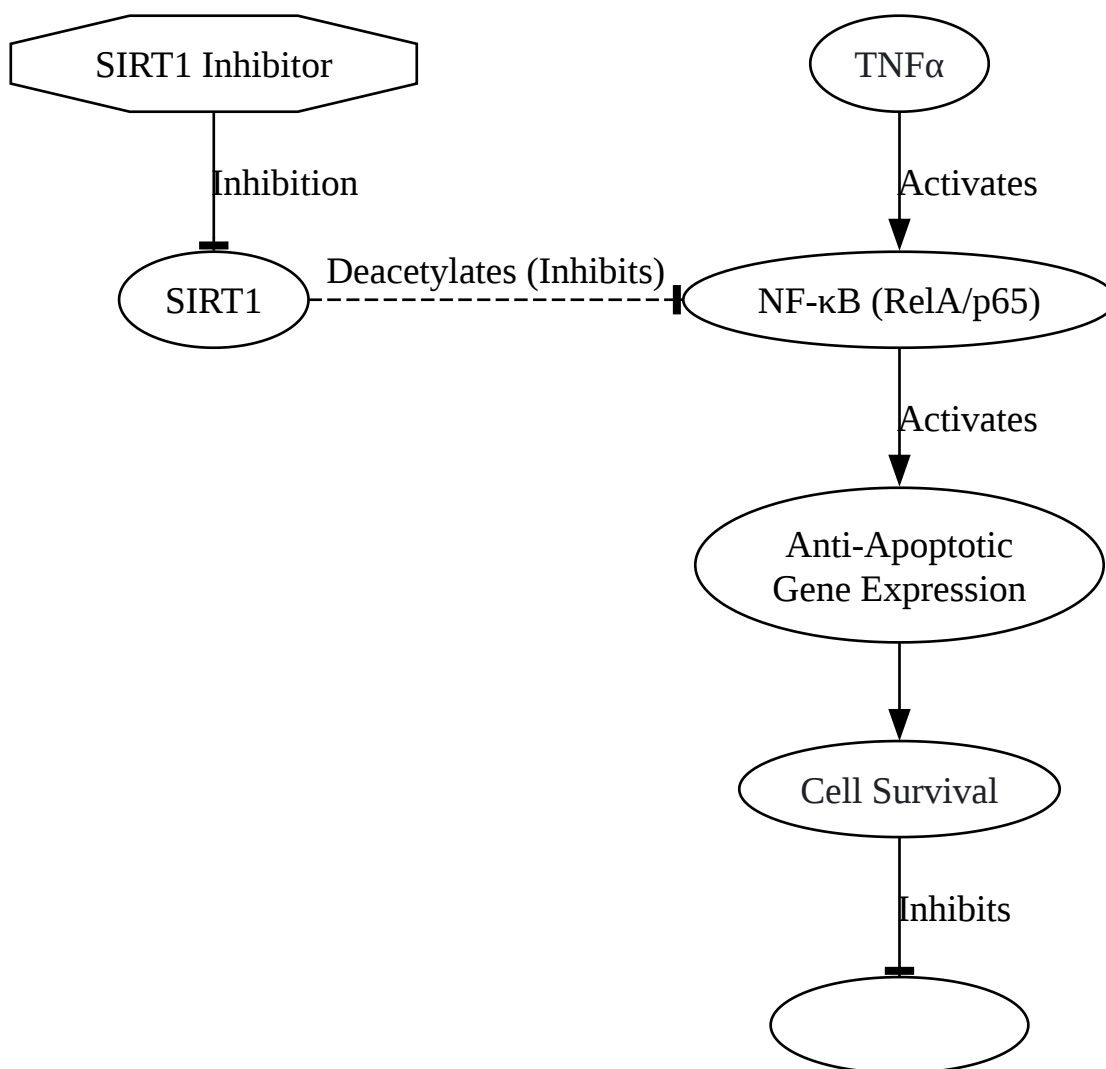 SIRT1 Inhibitor
TNFα
Inhibition
Activates
Deacetylates (Inhibits)
SIRT1
NF-κB (RelA/p65)
Activates
Anti-Apoptotic
Gene Expression
Cell Survival
Inhibits